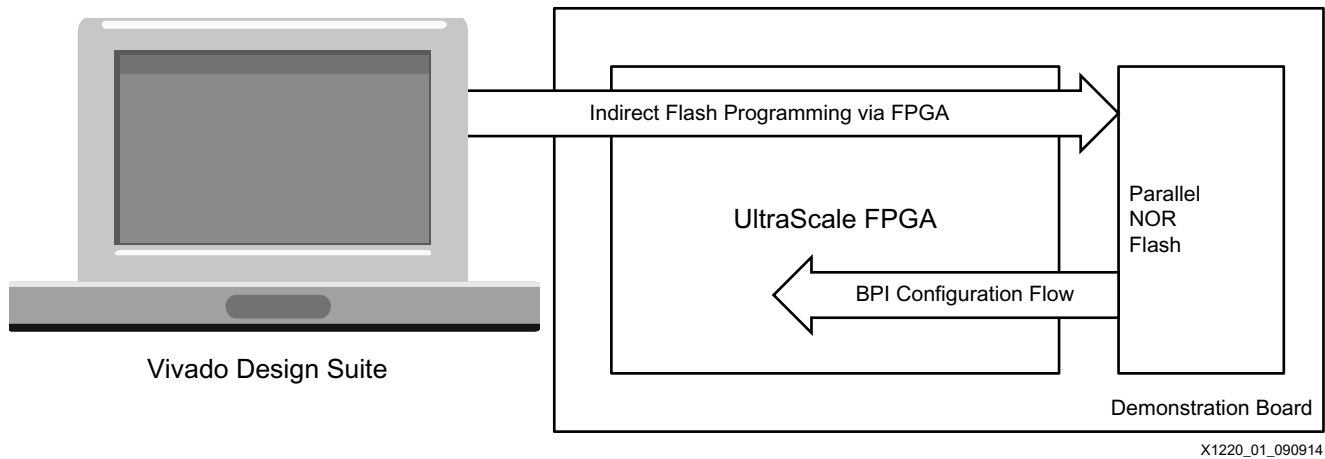 Indirect Flash Programming via FPGA
UltraScale FPGA
Parallel
NOR
Flash
BPI Configuration Flow
Vivado Design Suite
Demonstration Board
X1220_01_090914